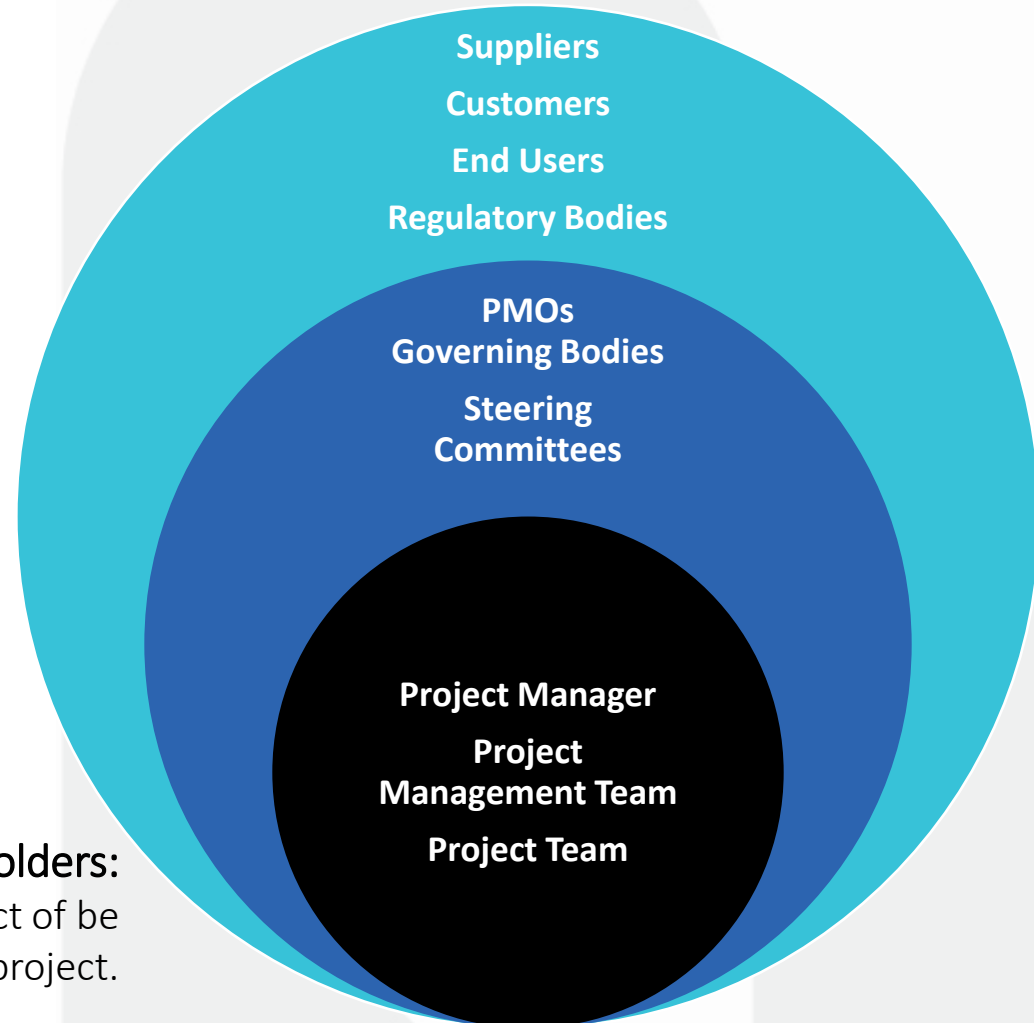 Suppliers
Customers
End Users
Regulatory Bodies
PMOs
Governing Bodies
Steering
Committees
Project Manager
Project
Management Team
Project Team
olders:
ct of be
project.